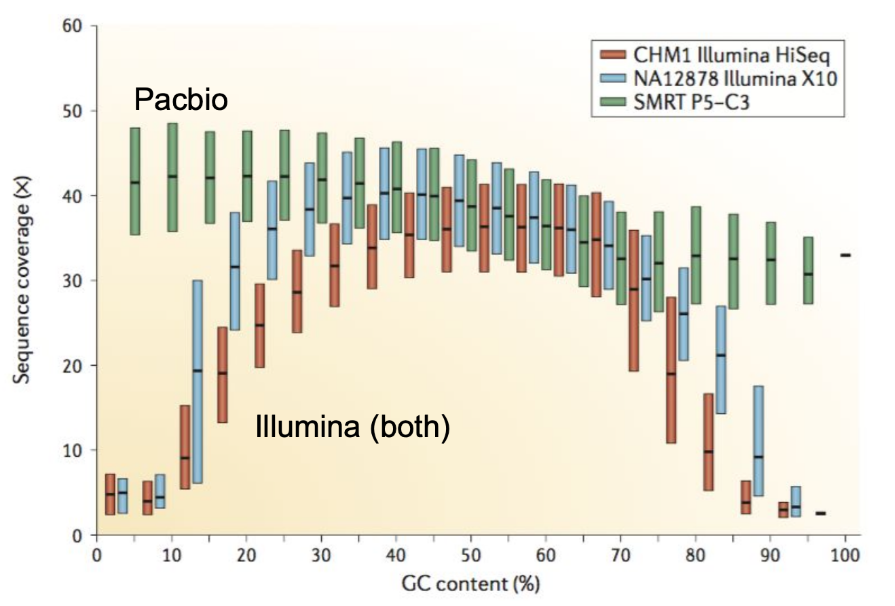 60
50
40
30
20
10
0
Sequence coverage (×)
CHM1 Illumina HiSeq
NA12878 Illumina X10
SMRT P5–C3
Pacbio
Illumina (both)
0 10 20 30 40 50 60 70 80 90 100
GC content (%)